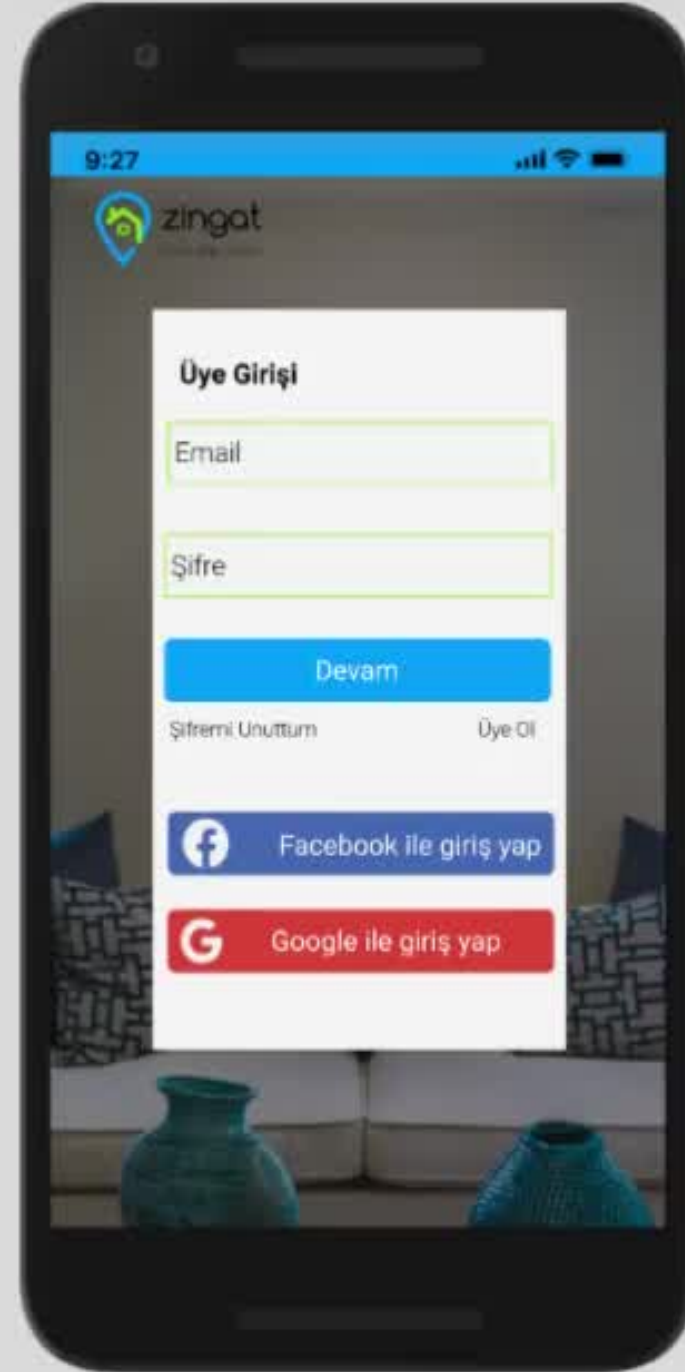 9:27
zingat
Üye Girişi
Email
Şifre
Devam
Şifremi Unuttum
Üye Ol
Facebook ile giriş yap
Google ile giriş yap